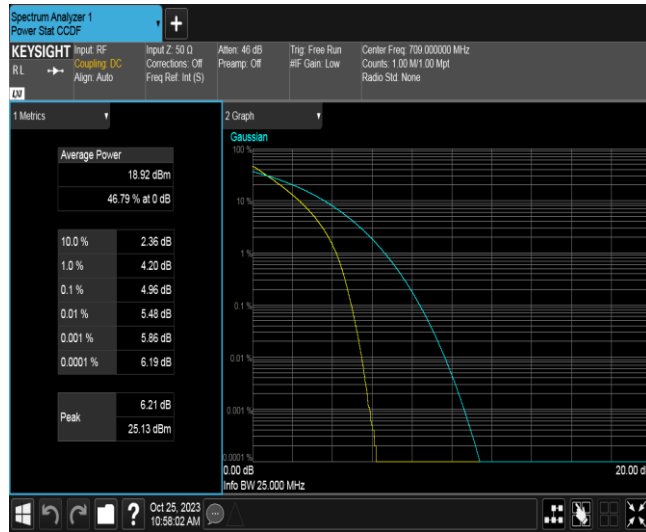 Spectrum Analyzer 1
Power Stat CCDF
+
KEYSIGHT
RL
LXI
Input: RF
Coupling: DC
Align: Auto
Input Z: 50 Ω
Corrections: Off
Freq Ref: Int (S)
Atten: 46 dB
Preamp: Off
Trig: Free Run
#IF Gain: Low
Center Freq: 709.000000 MHz
Counts: 1.00 M/1.00 Mpt
Radio Std: None
1 Metrics
Average Power
18.92 dBm
46.79 % at 0 dB
10.0 % 2.36 dB
1.0 % 4.20 dB
0.1 % 4.96 dB
0.01 % 5.48 dB
0.001 % 5.86 dB
0.0001 % 6.19 dB
Peak
6.21 dB
25.13 dBm
2 Graph
Gaussian
100 %
10 %
1 %
0.1 %
0.01 %
0.001 %
0.0001 %
0.00 dB
20.00 d
Info BW 25.000 MHz
?
Oct 25, 2023
10:58:02 AM